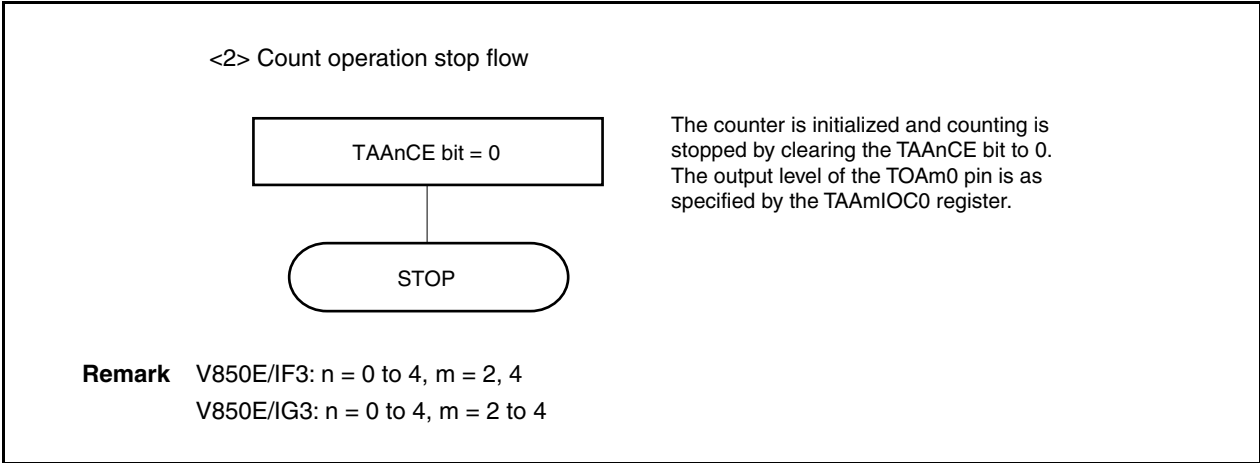 <2> Count operation stop flow
TAAnCE bit = 0
The counter is initialized and counting is
stopped by clearing the TAAnCE bit to 0.
The output level of the TOAm0 pin is as
specified by the TAAmIOC0 register.
STOP
Remark V850E/IF3: n = 0 to 4, m = 2, 4
V850E/IG3: n = 0 to 4, m = 2 to 4